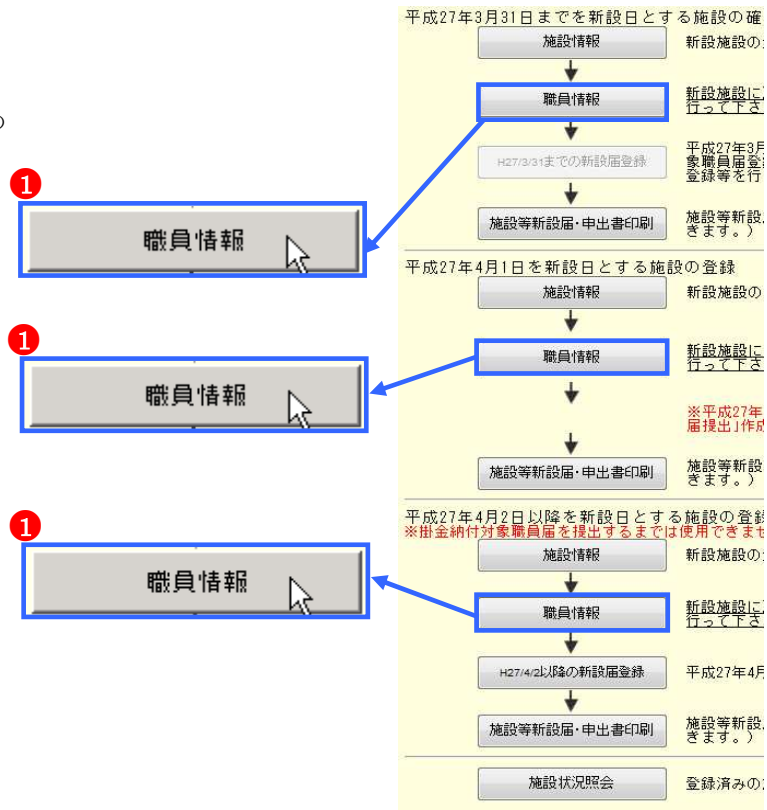 の
❶
職員情報
❶
職員情報
❶
職員情報
平成27年3月31日までを新設日とする施設の確
施設情報
新設施設の
職員情報
新設施設に
行って下さ
H27/3/31までの新設届登録
平成27年3月
象職員届登
登録等を行
施設等新設届・申出書印刷
施設等新設
きます。)
平成27年4月1日を新設日とする施設の登録
施設情報
新設施設の
職員情報
新設施設に
行って下さ
※平成27年
届提出」作成
施設等新設届・申出書印刷
施設等新設
きます。)
平成27年4月2日以降を新設日とする施設の登録
※掛金納付対象職員届を提出するまでは使用できませ
施設情報
新設施設の
職員情報
新設施設に
行って下さ
H27/4/2以降の新設届登録
平成27年4月
施設等新設届・申出書印刷
施設等新設
きます。)
施設状況照会
登録済みの